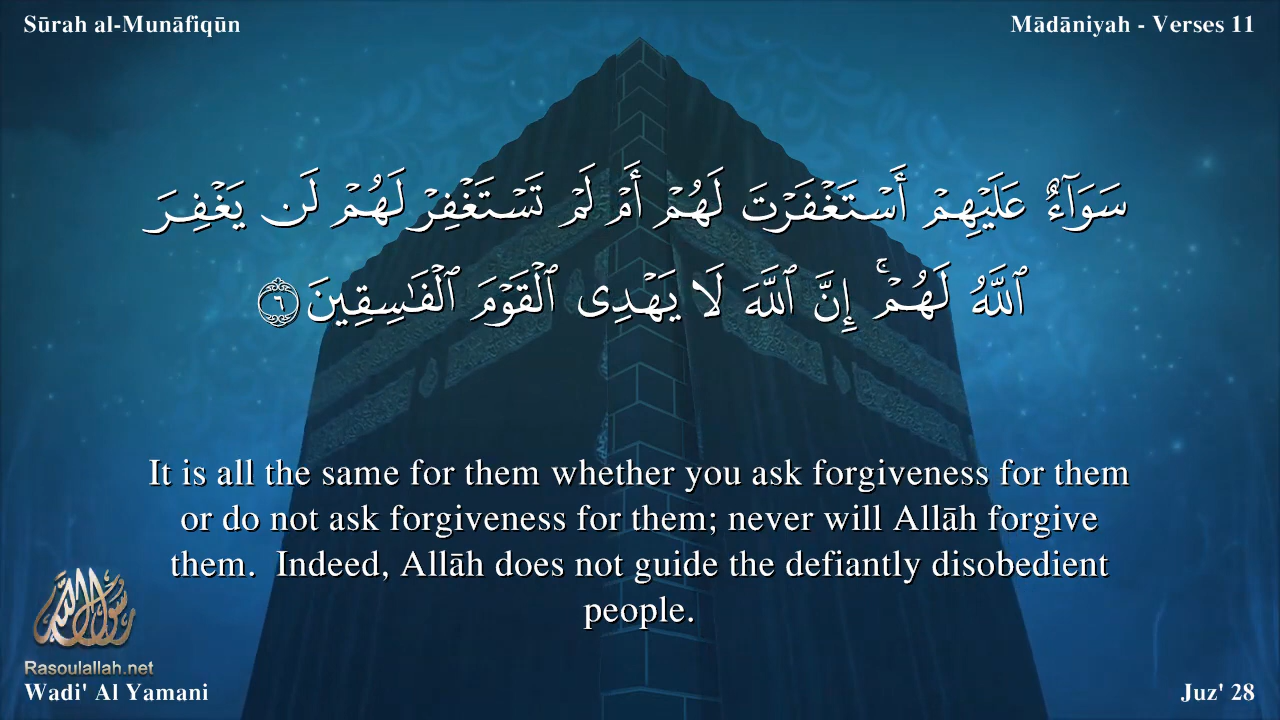 Sūrah al-Munāfiqūn
Mādāniyah - Verses 11
سَوَآءٌ عَلَيْهِمْ أَسْتَغْفَرْتَ لَهُمْ أَمْ لَمْ تَسْتَغْفِرْ لَهُمْ لَن يَغْفِرَ
ٱللَّهُ لَهُمْ ۚ إِنَّ ٱللَّهَ لَا يَهْدِى ٱلْقَوْمَ ٱلْفَٰسِقِينَ ٦
It is all the same for them whether you ask forgiveness for them
or do not ask forgiveness for them; never will Allāh forgive
them.  Indeed, Allāh does not guide the defiantly disobedient
people.
رسول الله
Rasoulallah.net
Wadi' Al Yamani
Juz' 28